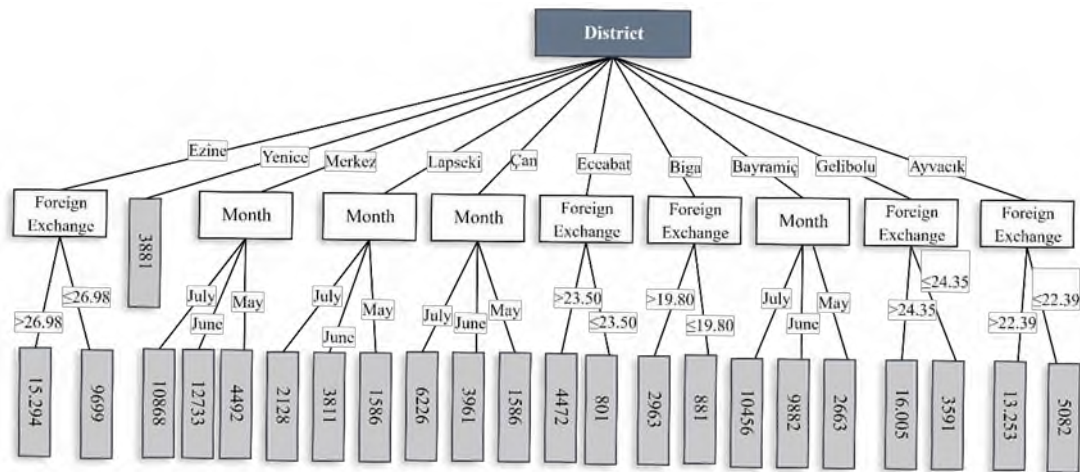 District
Ezine
Yenice
Merkez
Lapseki
Çan
Eceabat
Biga
Bayramiç
Gelibolu
Ayvacık
Foreign
Exchange
3881
Month
Month
Month
Foreign
Exchange
Foreign
Exchange
Month
Foreign
Exchange
Foreign
Exchange
>26.98
≤26.98
July
June
May
July
June
May
July
June
May
>23.50
≤23.50
>19.80
≤19.80
July
June
May
>24.35
≤24.35
>22.39
≤22.39
15.294
9699
10868
12733
4492
2128
3811
1586
6226
3961
1586
4472
801
2963
881
10456
9882
2663
16.005
3591
13.253
5082